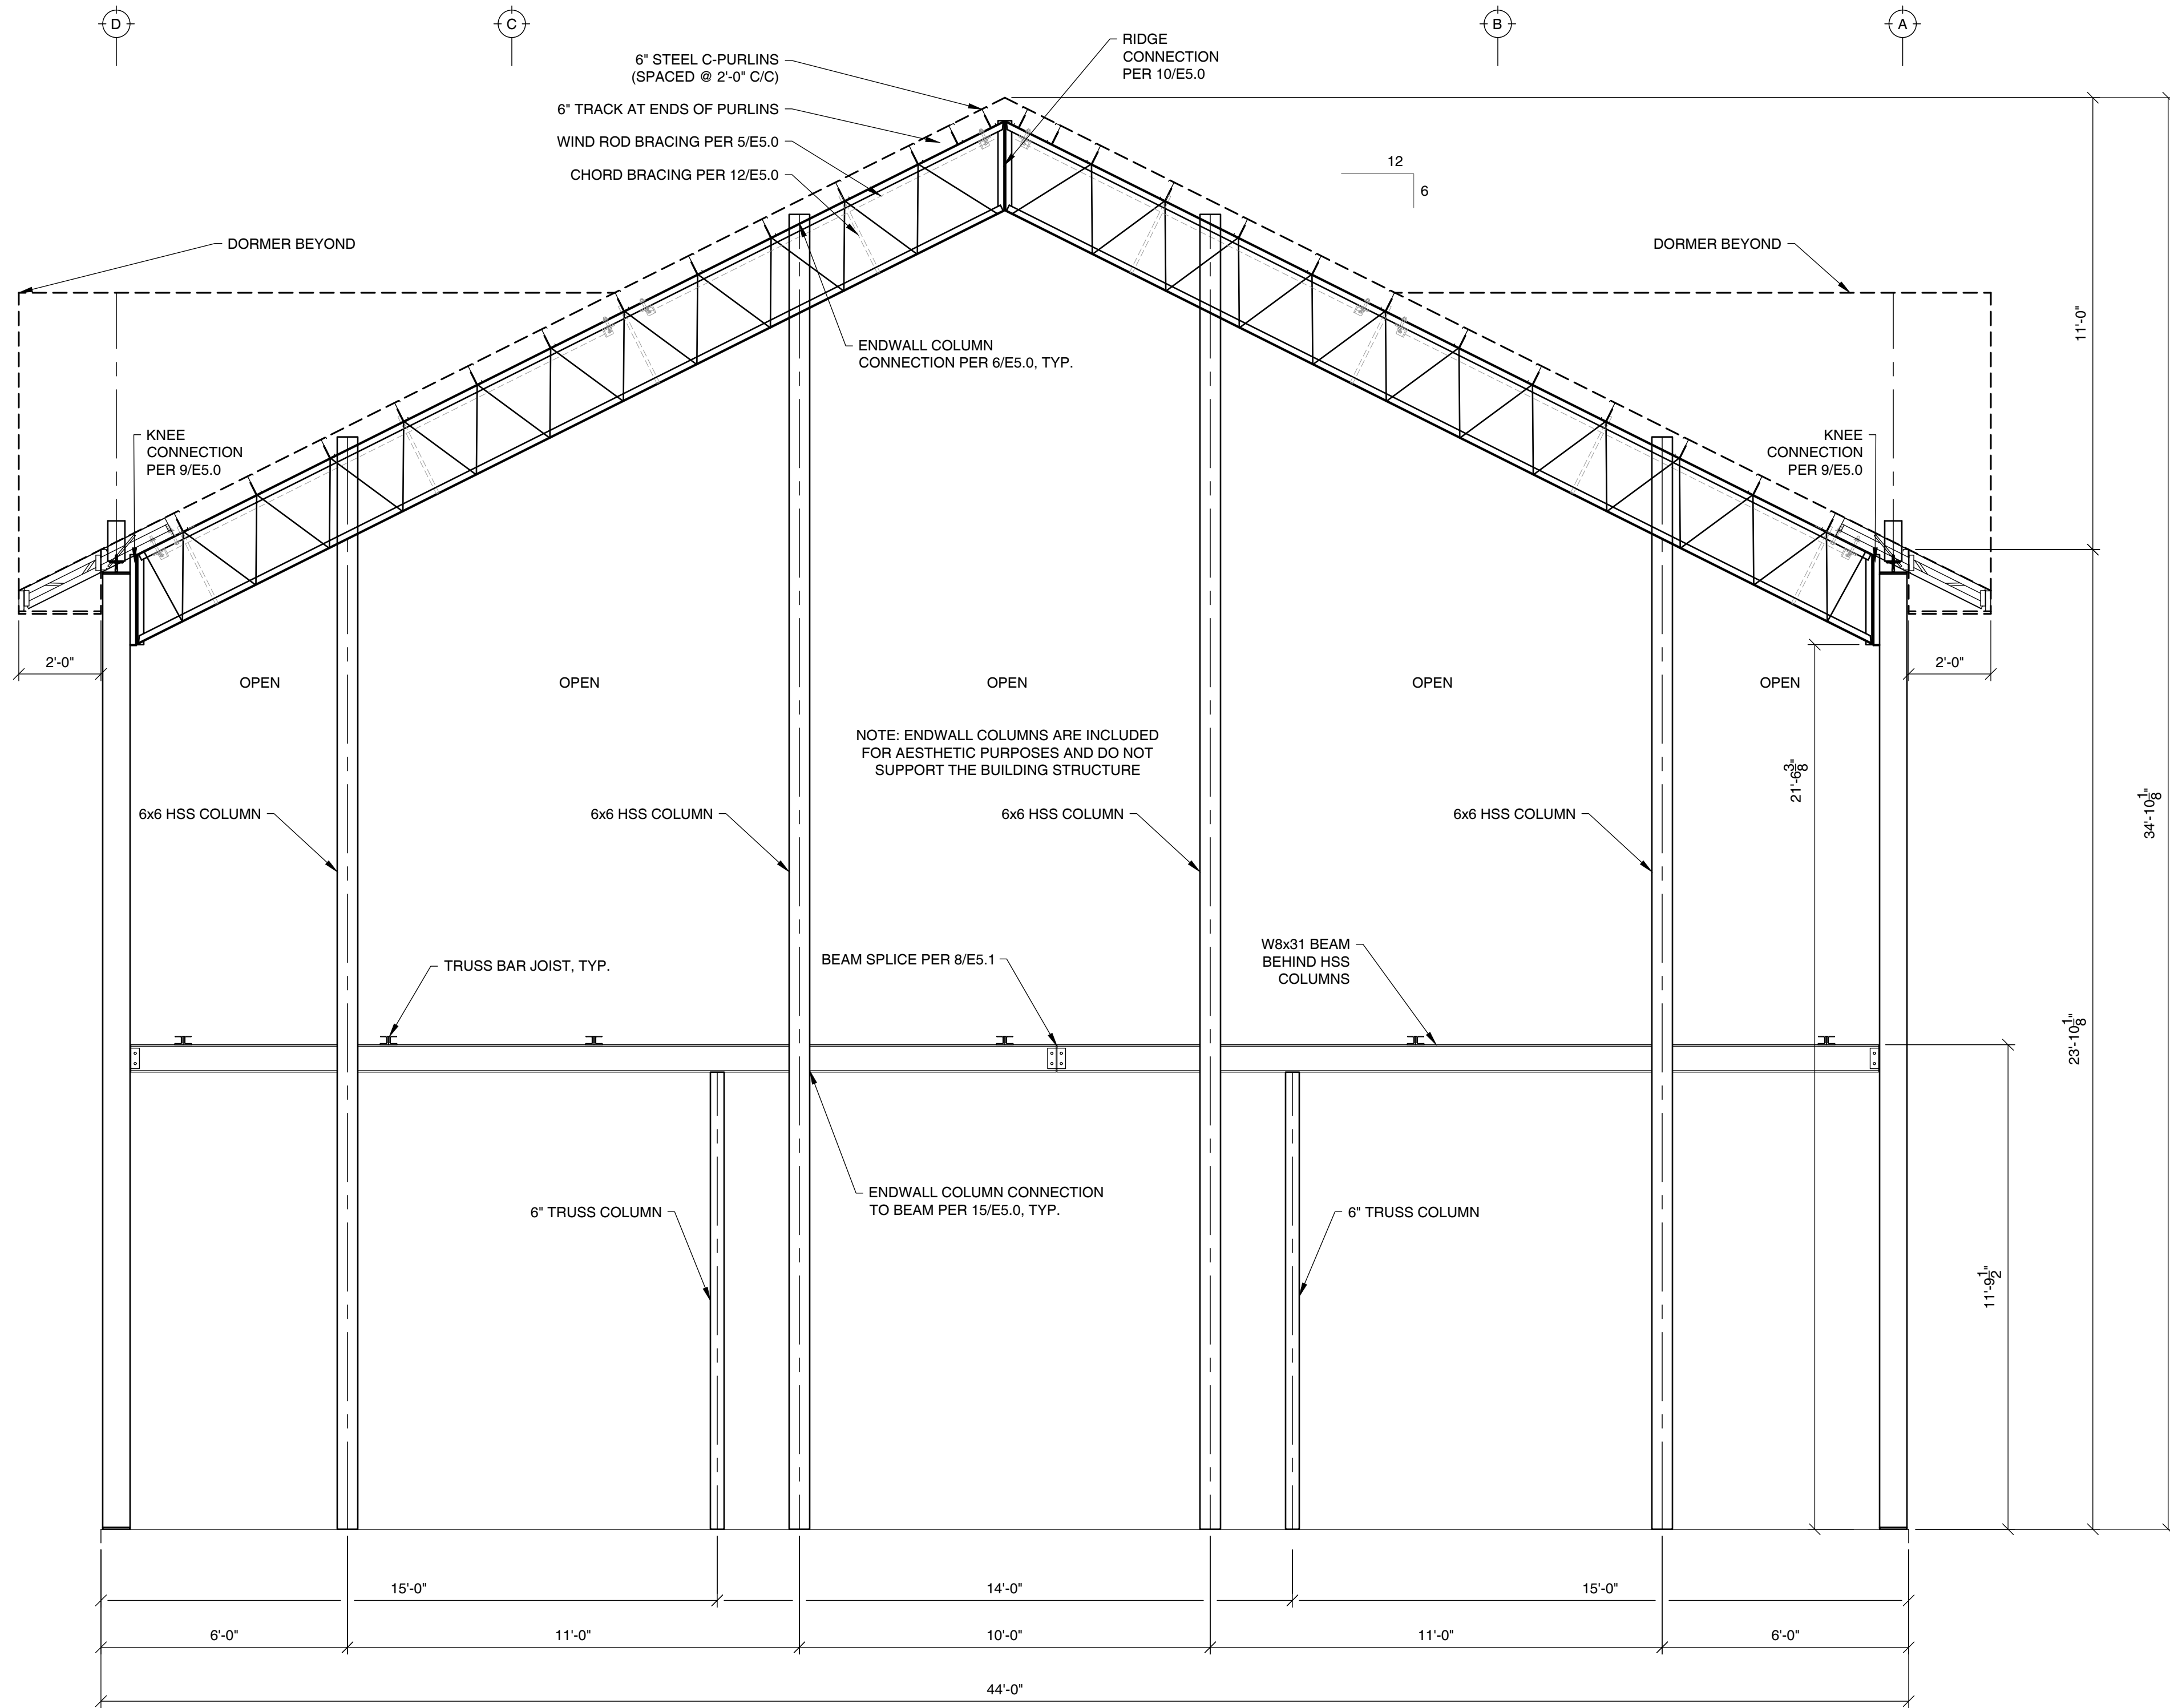 D
C
B
A
6" STEEL C-PURLINS
(SPACED @ 2'-0" C/C)
6" TRACK AT ENDS OF PURLINS
WIND ROD BRACING PER 5/E5.0
CHORD BRACING PER 12/E5.0
RIDGE
CONNECTION
PER 10/E5.0
12
6
DORMER BEYOND
DORMER BEYOND
11'-0"
ENDWALL COLUMN
CONNECTION PER 6/E5.0, TYP.
KNEE
CONNECTION
PER 9/E5.0
KNEE
CONNECTION
PER 9/E5.0
2'-0"
2'-0"
OPEN
OPEN
OPEN
OPEN
OPEN
NOTE: ENDWALL COLUMNS ARE INCLUDED
FOR AESTHETIC PURPOSES AND DO NOT
SUPPORT THE BUILDING STRUCTURE
21'-6 3/8"
34'-10 1/8"
6x6 HSS COLUMN
6x6 HSS COLUMN
6x6 HSS COLUMN
6x6 HSS COLUMN
TRUSS BAR JOIST, TYP.
BEAM SPLICE PER 8/E5.1
W8x31 BEAM
BEHIND HSS
COLUMNS
23'-10 1/8"
11'-9 1/2"
6" TRUSS COLUMN
ENDWALL COLUMN CONNECTION
TO BEAM PER 15/E5.0, TYP.
6" TRUSS COLUMN
15'-0"
14'-0"
15'-0"
6'-0"
11'-0"
10'-0"
11'-0"
6'-0"
44'-0"